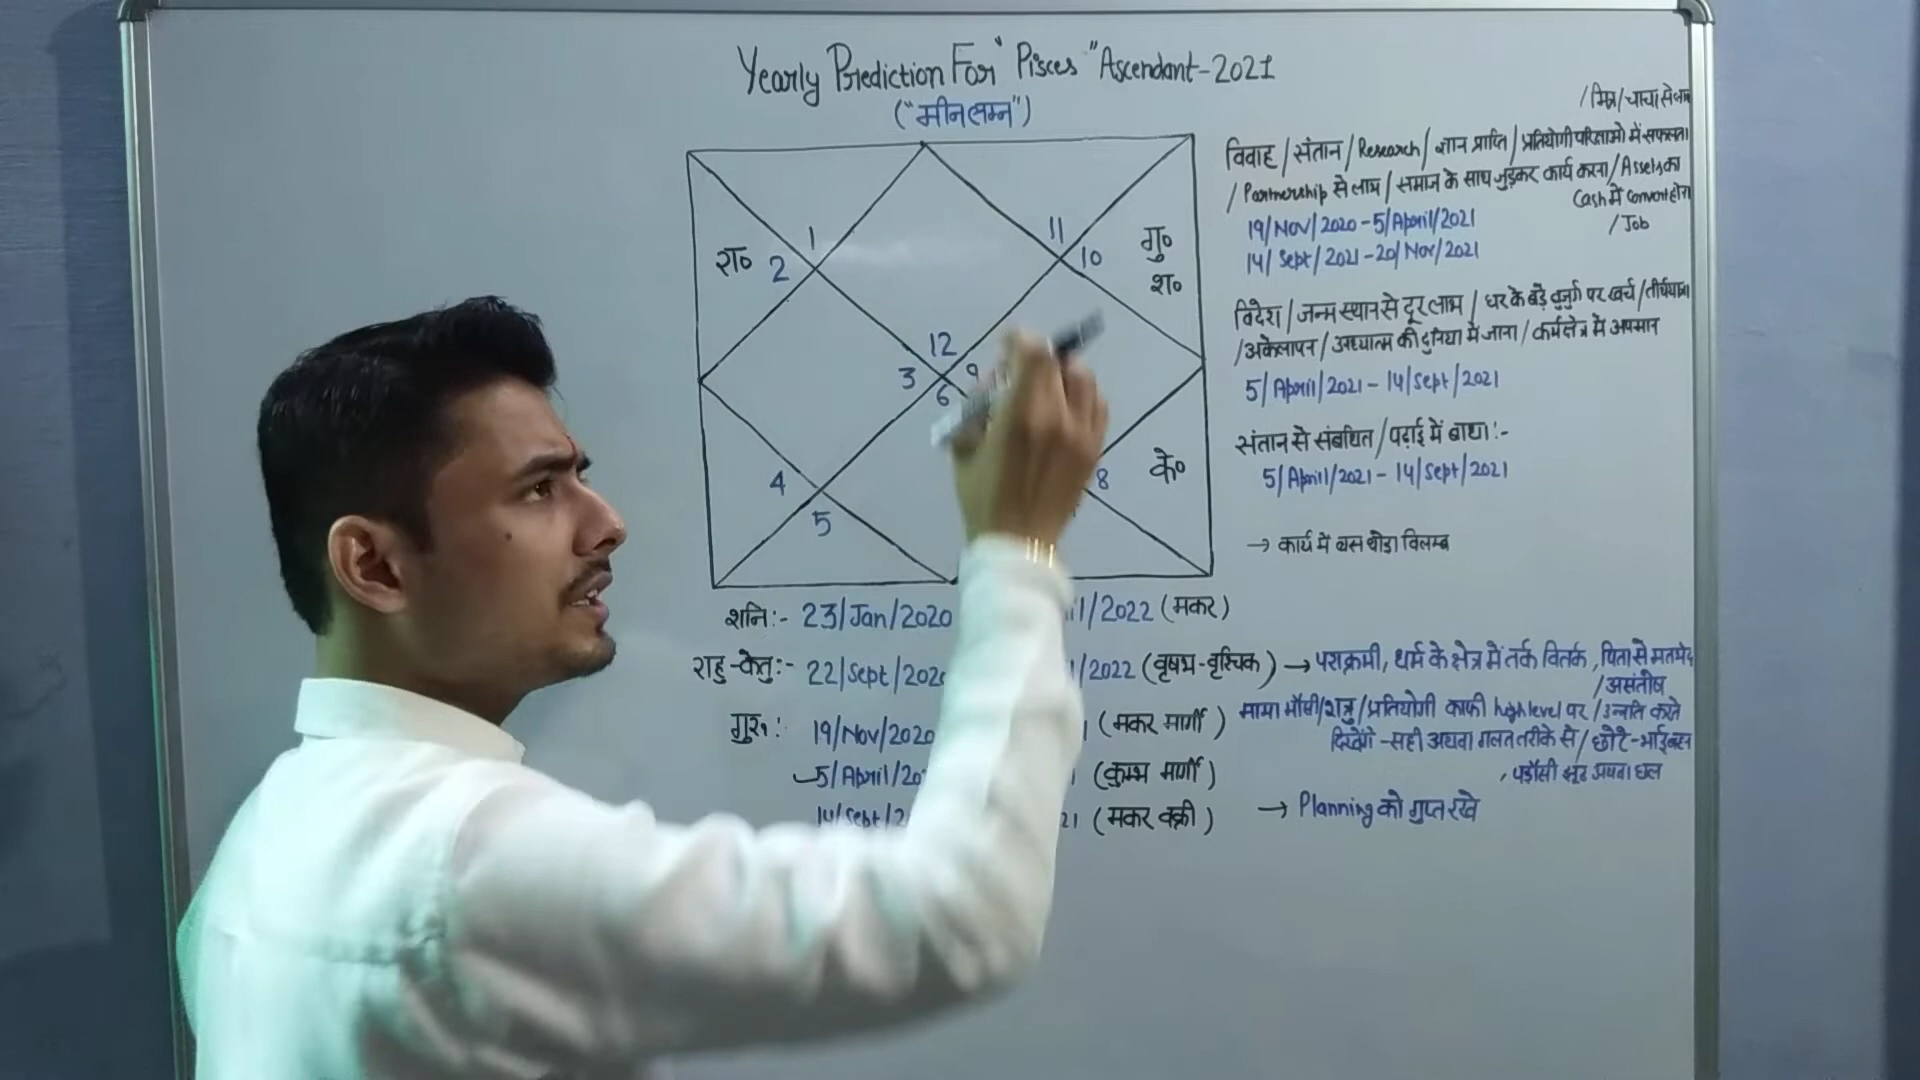 Yearly Prediction For "Pisces" Ascendant-2021
("मीन लग्न")
/मित्र/चाचा से लाभ
विवाह/संतान/Research/ज्ञान प्राप्ति/प्रतियोगी परिक्षाओ में सफलता
/Partnership से लाभ/समाज के साथ जुड़कर कार्य करना/Assets का
Cash में Convert होना
/Job
19/Nov/2020-5/April/2021
14/Sept/2021-20/Nov/2021
विदेश/जन्म स्थान से दूर लाभ/घर के बड़े बुजुर्ग पर खर्च/तीर्थयात्रा
/अकेलापन/अध्यात्म की दुनिया में जाना/कर्मक्षेत्र में अपमान
5/April/2021-14/Sept/2021
संतान से संबंधित/पढ़ाई में बाधा:-
5/April/2021-14/Sept/2021
→ कार्य में बस थोड़ा विलम्ब
1
रा० 2
11
10
गु०
श०
12
3
9
6
4
5
8
के०
शनि:- 23/Jan/2020 /2022 (मकर)
राहु-केतु:- 22/Sept/2020 /2022 (वृषभ-वृश्चिक) → पराक्रमी, धर्म के क्षेत्र में तर्क वितर्क, पिता से मतभेद
/असंतोष
गुरु: 19/Nov/2020 (मकर मार्गी) मामा मौसी/शत्रु/प्रतियोगी काफी high level पर/उन्नति करते
दिखेंगे-सही अथवा गलत तरीके से/छोटे-भाई बहन
5/April/20 (कुम्भ मार्गी) , पड़ौसी झूठ अथवा छल
14/Sept/2 21 (मकर वक्री) → Planning को गुप्त रखे